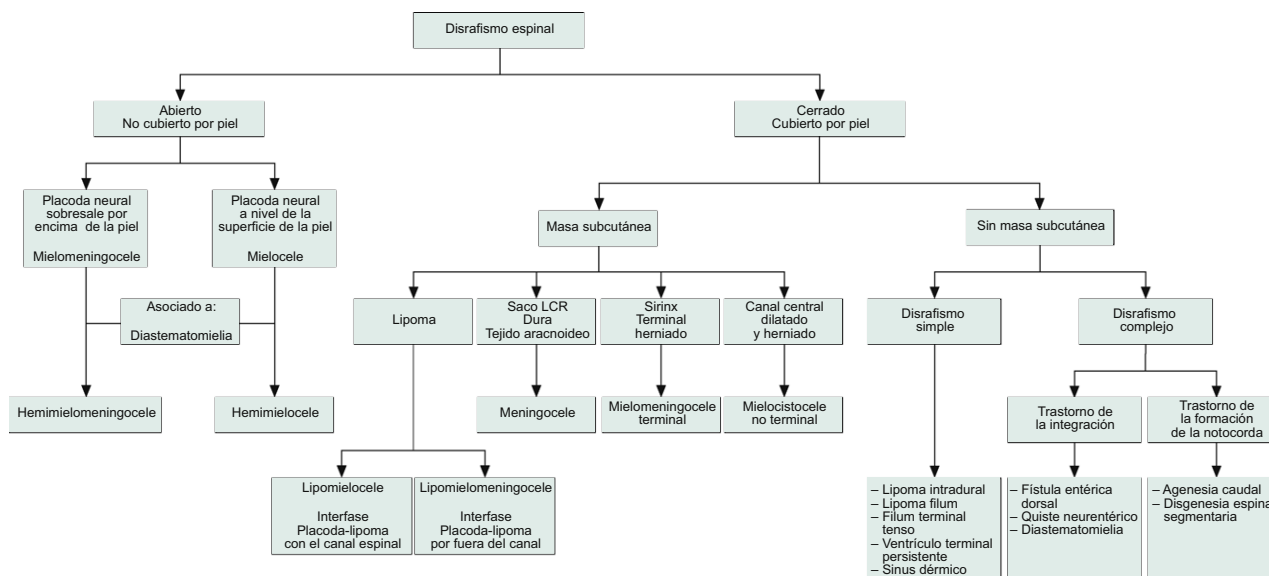 Disrafismo espinal
Abierto
No cubierto por piel
Cerrado
Cubierto por piel
Placoda neural
sobresale por
encima de la piel
Mielomeningocele
Placoda neural
a nivel de la
superficie de la piel
Mielocele
Masa subcutánea
Sin masa subcutánea
Asociado a:
Diastematomielia
Lipoma
Saco LCR
Dura
Tejido aracnoideo
Sirinx
Terminal
herniado
Canal central
dilatado
y herniado
Disrafismo
simple
Disrafismo
complejo
Hemimielomeningocele
Hemimielocele
Meningocele
Mielomeningocele
terminal
Mielocistocele
no terminal
Trastorno de
la integración
Trastorno de
la formación
de la notocorda
Lipomielocele
Interfase
Placoda-lipoma
con el canal espinal
Lipomielomeningocele
Interfase
Placoda-lipoma
por fuera del canal
– Lipoma intradural
– Lipoma filum
– Filum terminal
tenso
– Ventrículo terminal
persistente
– Sinus dérmico
– Fístula entérica
dorsal
– Quiste neurentérico
– Diastematomielia
– Agenesia caudal
– Disgenesia espina
segmentaria